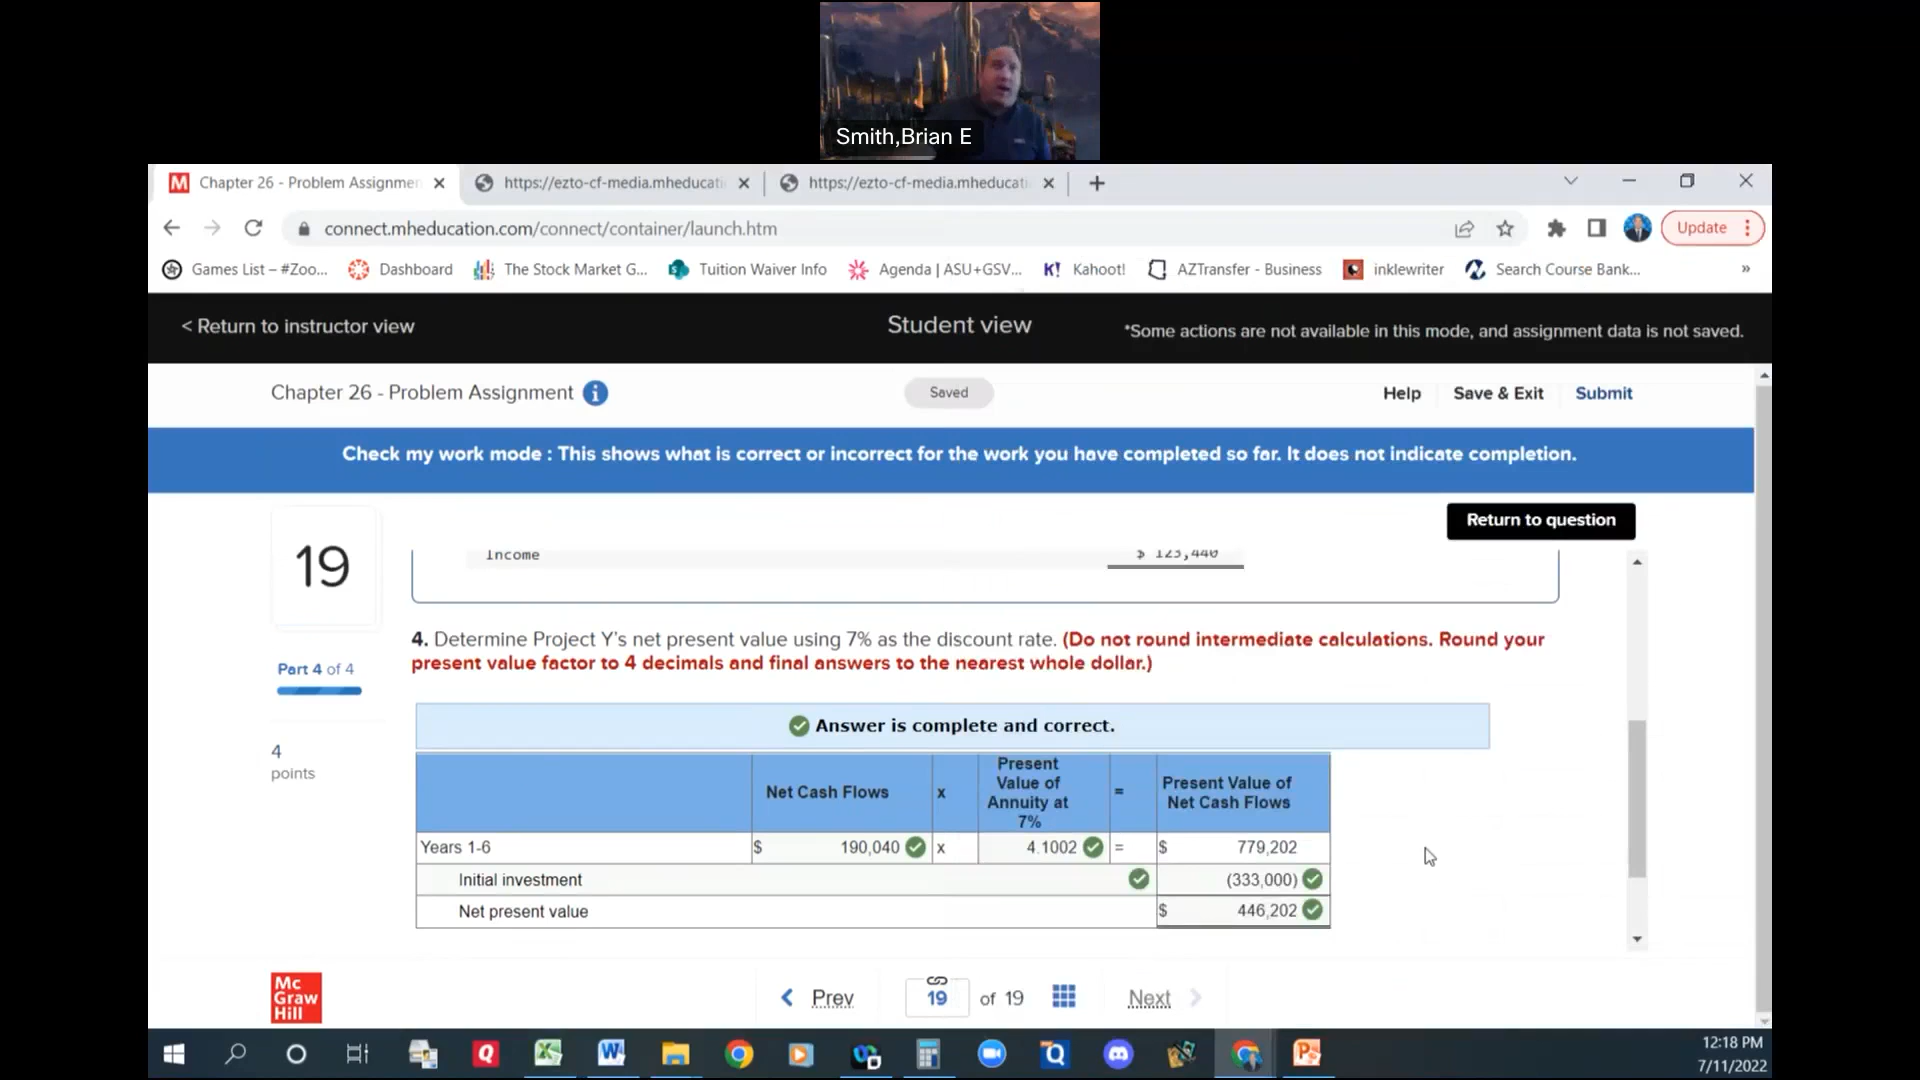 Smith,Brian E
Chapter 26 - Problem Assignmen
https://ezto-cf-media.mheducati
https://ezto-cf-media.mheducati
connect.mheducation.com/connect/container/launch.htm
Update
Games List – #Zoo...
Dashboard
The Stock Market G...
Tuition Waiver Info
Agenda | ASU+GSV...
K! Kahoot!
AZTransfer - Business
inklewriter
Search Course Bank...
»
< Return to instructor view
Student view
*Some actions are not available in this mode, and assignment data is not saved.
Chapter 26 - Problem Assignment i
Saved
Help
Save & Exit
Submit
Check my work mode : This shows what is correct or incorrect for the work you have completed so far. It does not indicate completion.
Return to question
19
Part 4 of 4
4
points
Income $ 123,440
4. Determine Project Y's net present value using 7% as the discount rate. (Do not round intermediate calculations. Round your
present value factor to 4 decimals and final answers to the nearest whole dollar.)
Answer is complete and correct.
Net Cash Flows x Present Value of Annuity at 7% = Present Value of Net Cash Flows
Years 1-6 $ 190,040 x 4.1002 = $ 779,202
Initial investment (333,000)
Net present value $ 446,202
Mc
Graw
Hill
Prev
19 of 19
Next
12:18 PM
7/11/2022